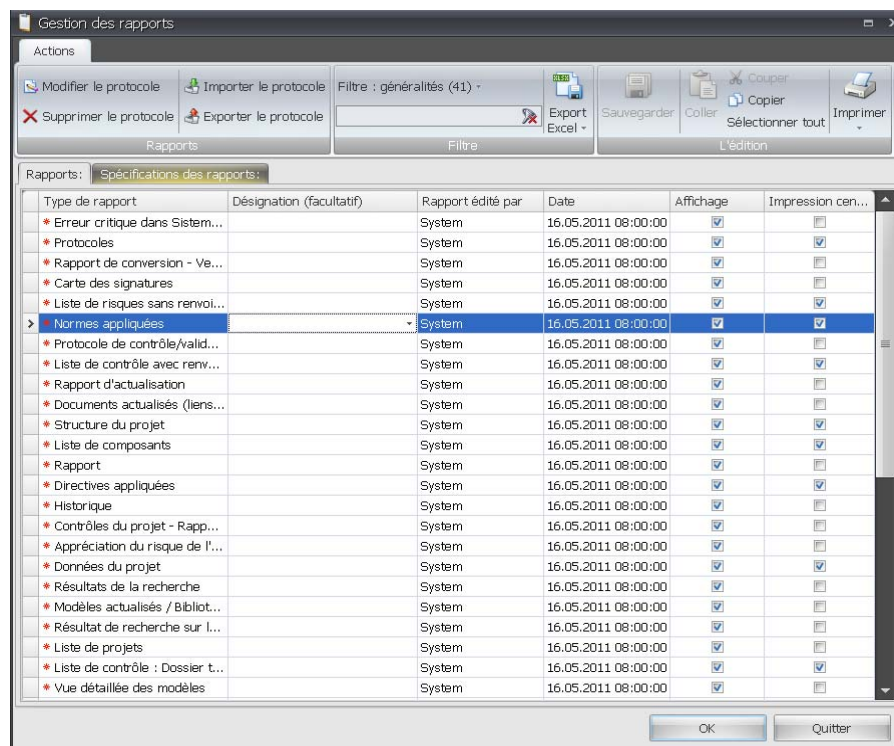 Gestion des rapports
Actions
Modifier le protocole Importer le protocole Filtre : généralités (41)
Supprimer le protocole Exporter le protocole
Export Excel
Sauvegarder
Coller
Couper
Copier
Sélectionner tout
Imprimer
Rapports Filtre L'édition
Rapports: Spécifications des rapports:
Type de rapport Désignation (facultatif) Rapport édité par Date Affichage Impression cen...
* Erreur critique dans Sistem... System 16.05.2011 08:00:00
* Protocoles System 16.05.2011 08:00:00
* Rapport de conversion - Ve... System 16.05.2011 08:00:00
* Carte des signatures System 16.05.2011 08:00:00
* Liste de risques sans renvoi... System 16.05.2011 08:00:00
* Normes appliquées System 16.05.2011 08:00:00
* Protocole de contrôle/valid... System 16.05.2011 08:00:00
* Liste de contrôle avec renv... System 16.05.2011 08:00:00
* Rapport d'actualisation System 16.05.2011 08:00:00
* Documents actualisés (liens... System 16.05.2011 08:00:00
* Structure du projet System 16.05.2011 08:00:00
* Liste de composants System 16.05.2011 08:00:00
* Rapport System 16.05.2011 08:00:00
* Directives appliquées System 16.05.2011 08:00:00
* Historique System 16.05.2011 08:00:00
* Contrôles du projet - Rapp... System 16.05.2011 08:00:00
* Appréciation du risque de l'... System 16.05.2011 08:00:00
* Données du projet System 16.05.2011 08:00:00
* Résultats de la recherche System 16.05.2011 08:00:00
* Modèles actualisés / Bibliot... System 16.05.2011 08:00:00
* Résultat de recherche sur l... System 16.05.2011 08:00:00
* Liste de projets System 16.05.2011 08:00:00
* Liste de contrôle : Dossier t... System 16.05.2011 08:00:00
* Vue détaillée des modèles System 16.05.2011 08:00:00
OK Quitter